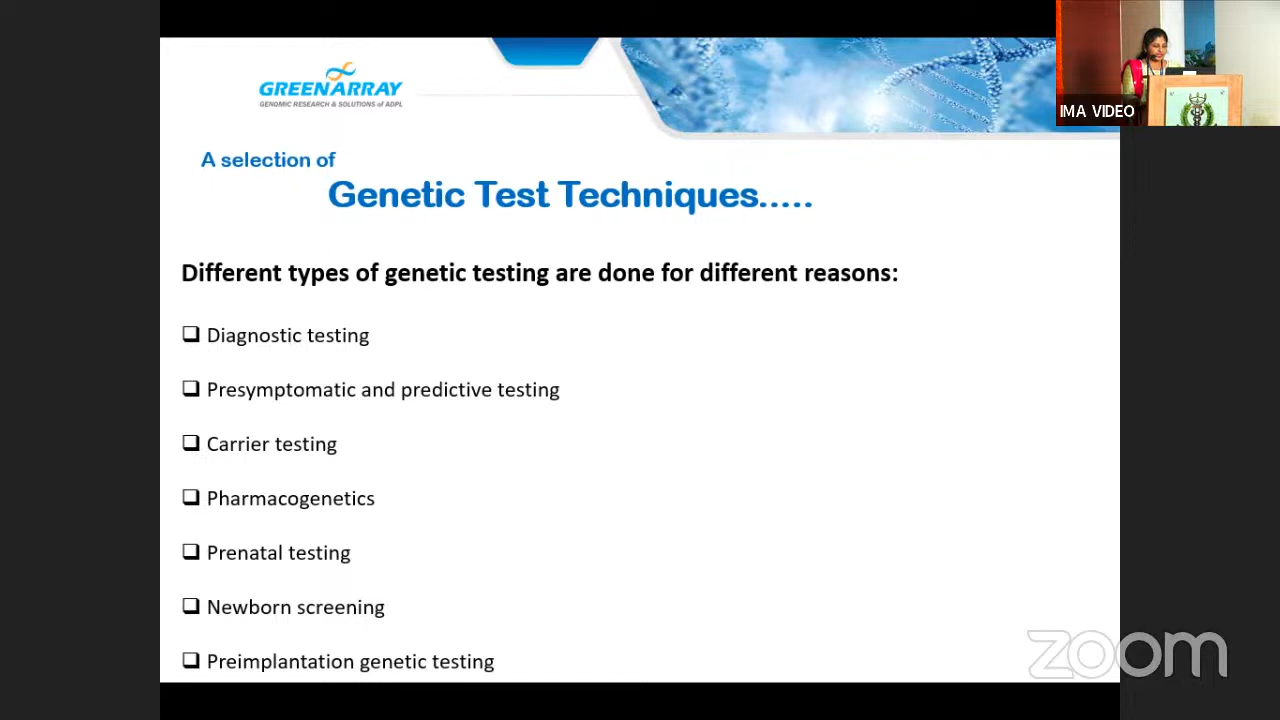 GREENARRAY
GENOMIC RESEARCH & SOLUTIONS of ADPL
IMA VIDEO
A selection of
Genetic Test Techniques.....
Different types of genetic testing are done for different reasons:
❑ Diagnostic testing
❑ Presymptomatic and predictive testing
❑ Carrier testing
❑ Pharmacogenetics
❑ Prenatal testing
❑ Newborn screening
❑ Preimplantation genetic testing
zoom